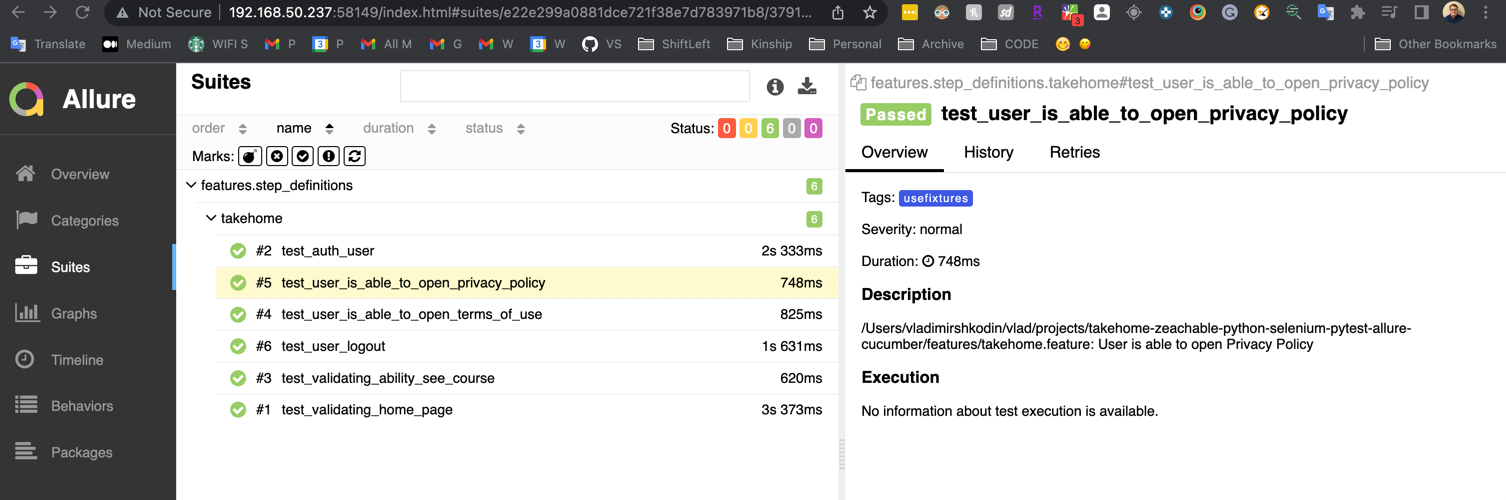 Not Secure 192.168.50.237:58149/index.html#suites/e22e299a0881dce721f38e7d783971b8/3791...
3
Translate Medium WIFI S P 3 P All M G W 3 W VS ShiftLeft Kinship Personal Archive CODE Other Bookmarks
Allure
Overview
Categories
Suites
Graphs
Timeline
Behaviors
Packages
Suites
order name duration status Status: 0 0 6 0 0
Marks:
features.step_definitions 6
takehome 6
#2 test_auth_user 2s 333ms
#5 test_user_is_able_to_open_privacy_policy 748ms
#4 test_user_is_able_to_open_terms_of_use 825ms
#6 test_user_logout 1s 631ms
#3 test_validating_ability_see_course 620ms
#1 test_validating_home_page 3s 373ms
features.step_definitions.takehome#test_user_is_able_to_open_privacy_policy
Passed test_user_is_able_to_open_privacy_policy
Overview History Retries
Tags: usefixtures
Severity: normal
Duration: 748ms
Description
/Users/vladimirshkodin/vlad/projects/takehome-zeachable-python-selenium-pytest-allure-
cucumber/features/takehome.feature: User is able to open Privacy Policy
Execution
No information about test execution is available.